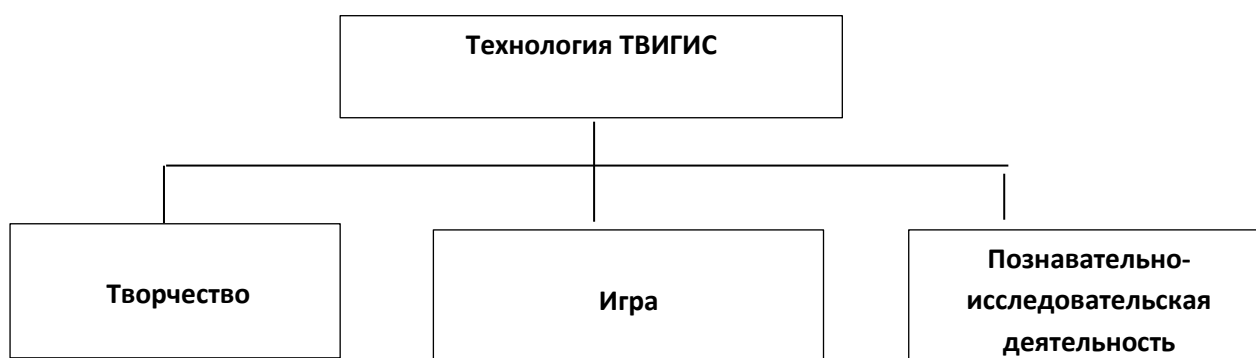 Технология ТВИГИС
Творчество
Игра
Познавательно-
исследовательская
деятельность